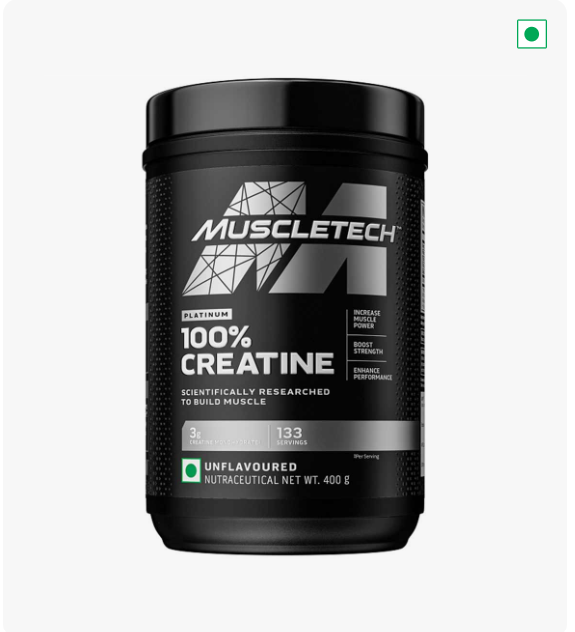 MUSCLETECH™
PLATINUM
100%
CREATINE
SCIENTIFICALLY RESEARCHED
TO BUILD MUSCLE
INCREASE
MUSCLE
POWER
BOOST
STRENGTH
ENHANCE
PERFORMANCE
3g
133
SERVINGS
UNFLAVOURED
NUTRACEUTICAL NET WT. 400 g